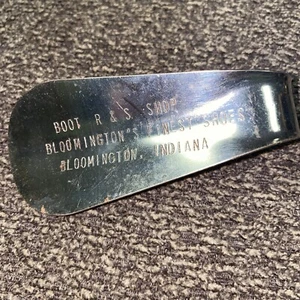 BOOT R & S SHOP
BLOOMINGTON'S FINEST SHOES
BLOOMINGTON, INDIANA